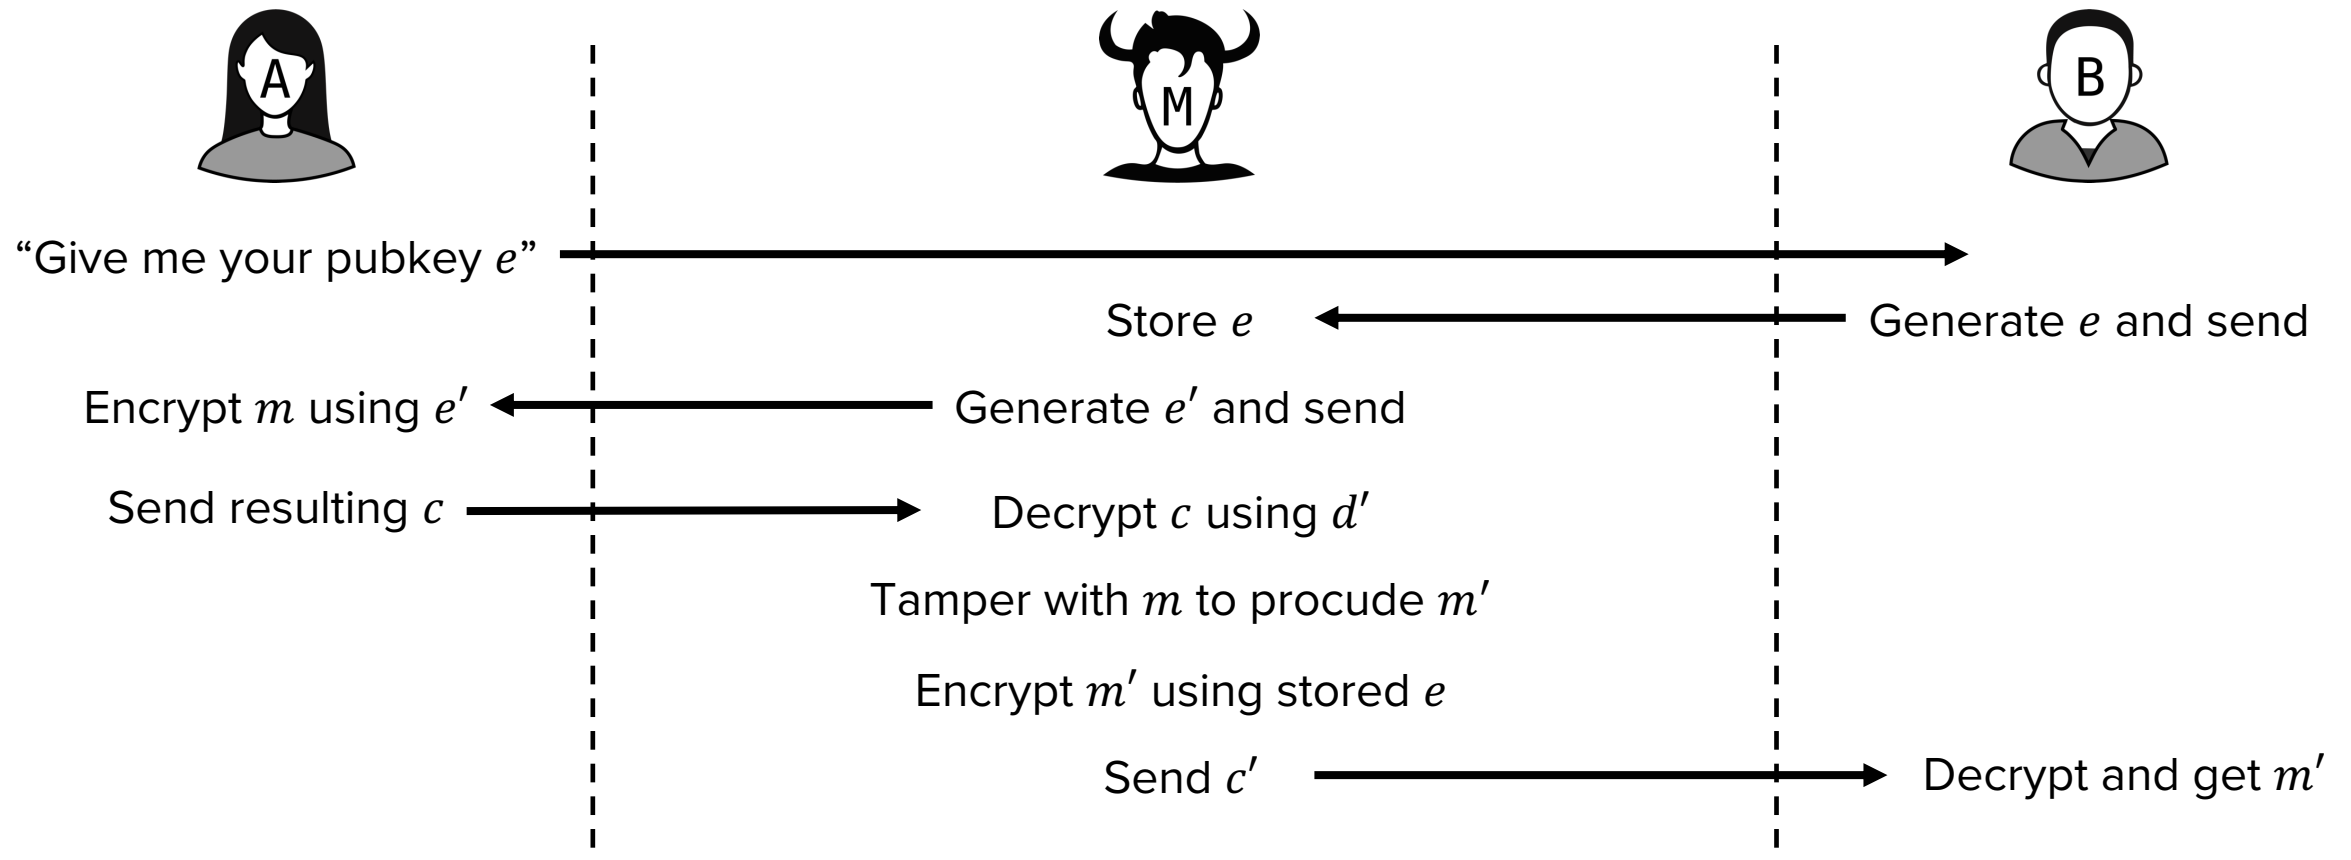 A
M
B
“Give me your pubkey e”
Store e
Generate e and send
Encrypt m using e′
Generate e′ and send
Send resulting c
Decrypt c using d′
Tamper with m to procude m′
Encrypt m′ using stored e
Send c′
Decrypt and get m′